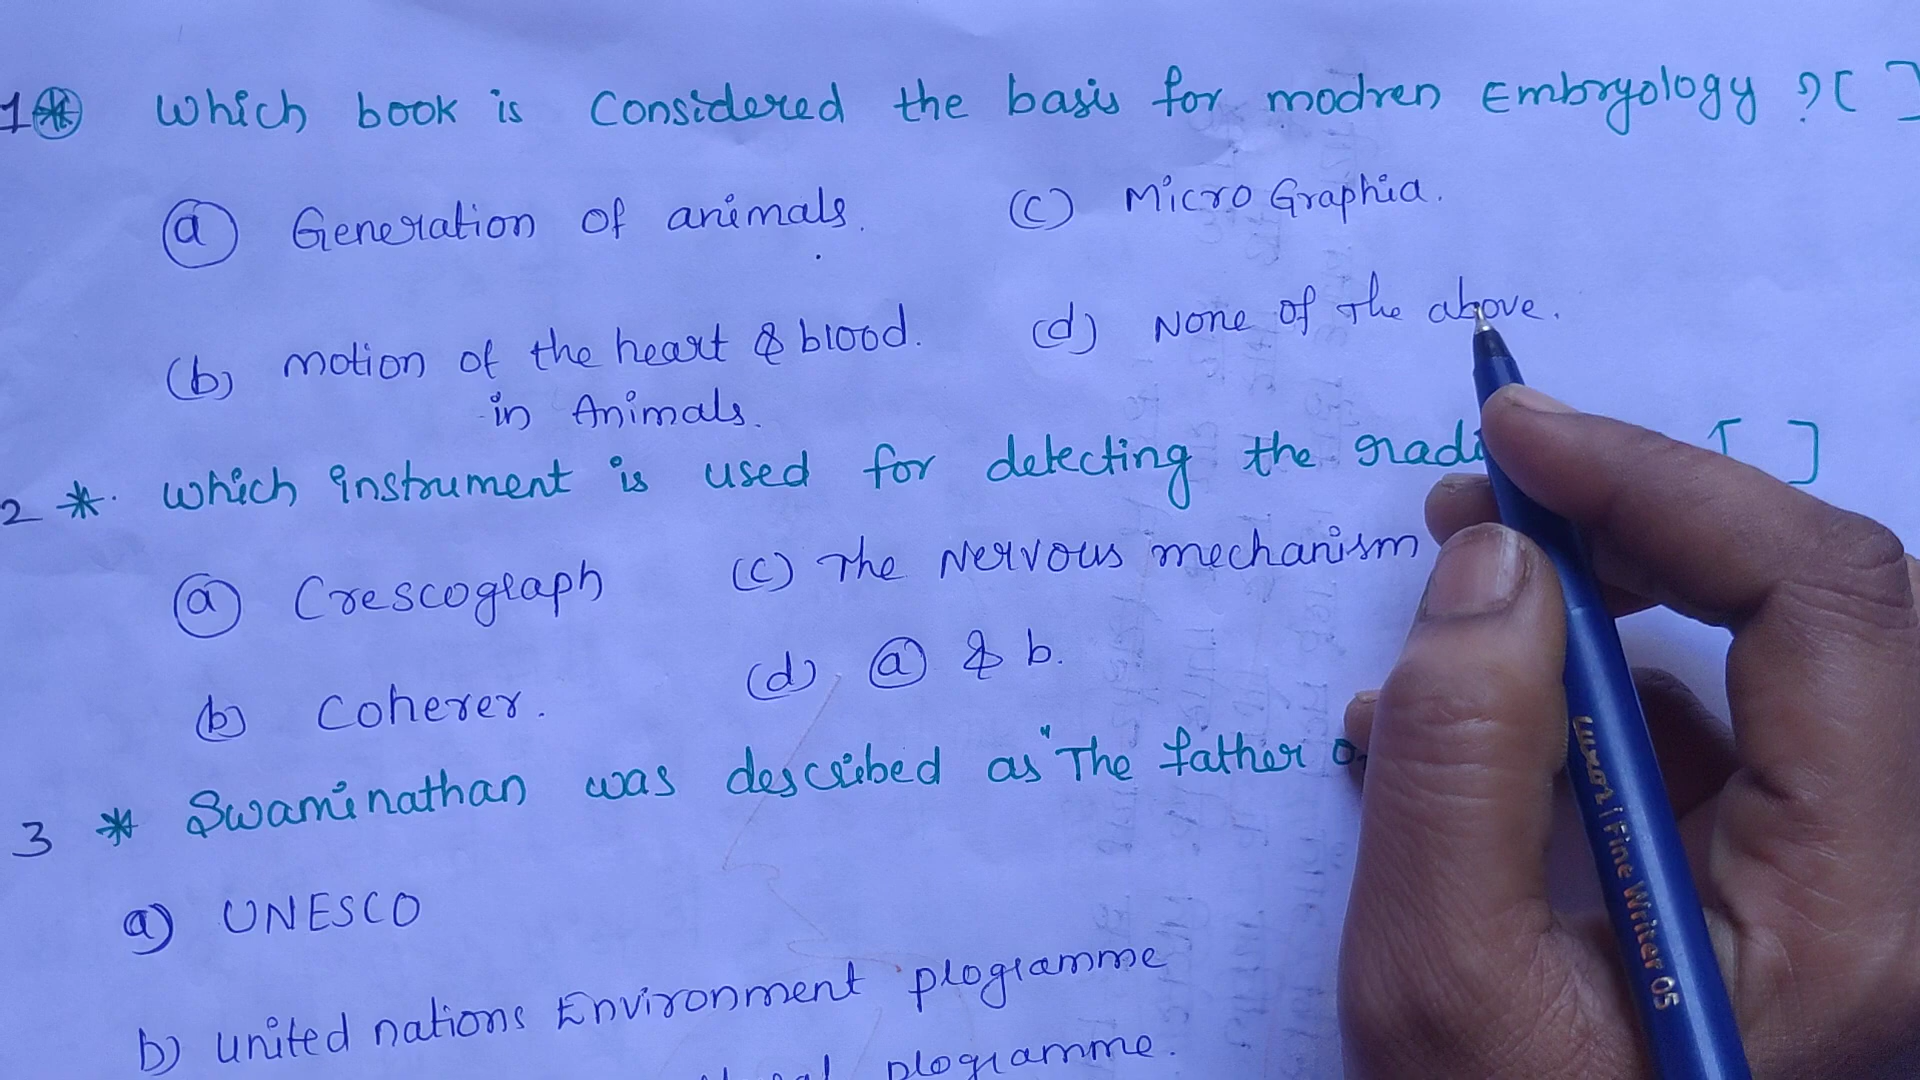 1 * Which book is Considered the basis for modren Embryology ? [ ]
(a) Generation of animals.
(c) Micro Graphia.
(b) motion of the heart & blood.
in Animals.
(d) None of the above.
2 * which instrument is used for detecting the [ ]
(a) Crescograph
(c) The Nervous mechanism
(b) Coherer.
(d) (a) & b.
3 * Swaminathan was described as "The father
a) UNESCO
b) united nations Environment programme
programme.
Luxor | Fine Writer 05